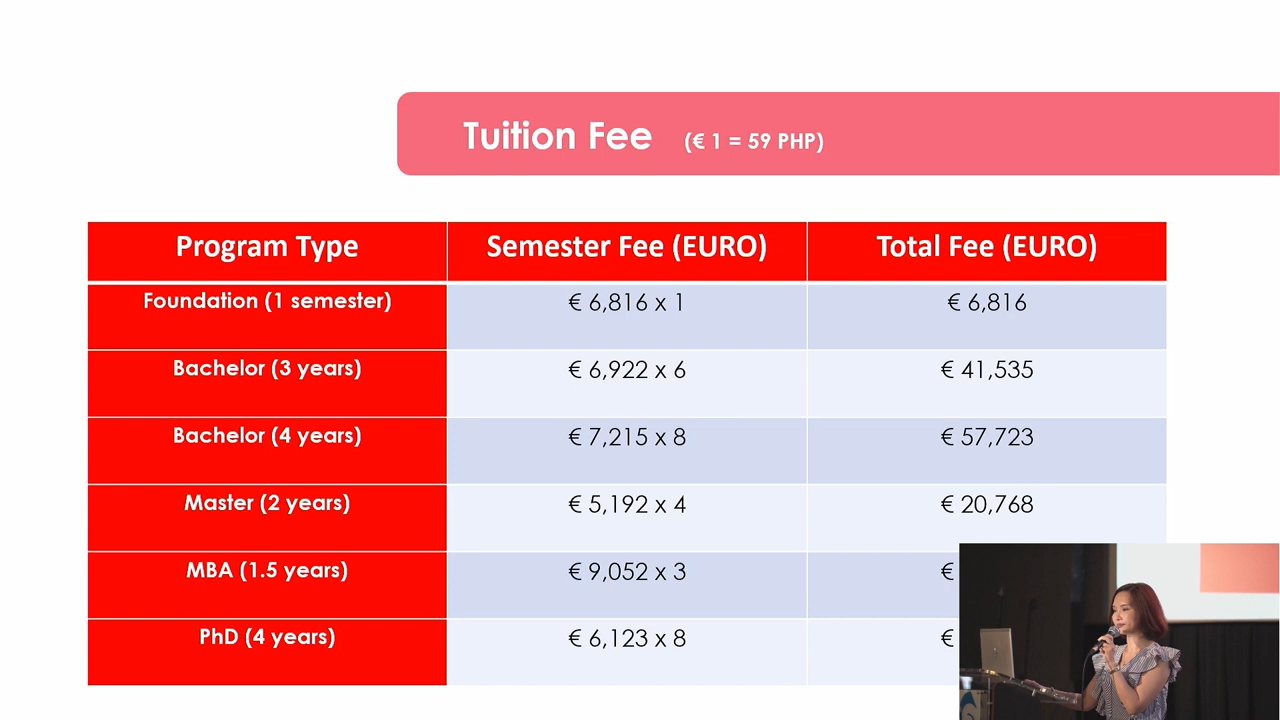 Tuition Fee (€ 1 = 59 PHP)
Program Type Semester Fee (EURO) Total Fee (EURO)
Foundation (1 semester) € 6,816 x 1 € 6,816
Bachelor (3 years) € 6,922 x 6 € 41,535
Bachelor (4 years) € 7,215 x 8 € 57,723
Master (2 years) € 5,192 x 4 € 20,768
MBA (1.5 years) € 9,052 x 3 €
PhD (4 years) € 6,123 x 8 €